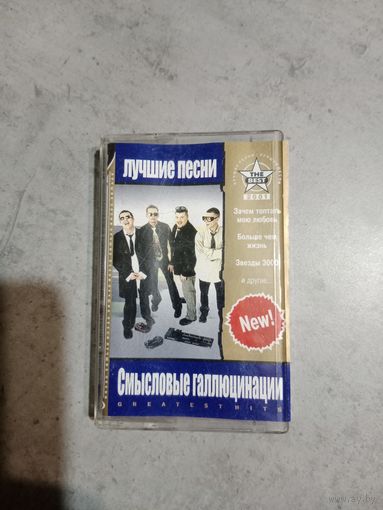 лучшие песни
THE BEST
2001
Зачем топтать
мою любовь
Больше чем
жизнь
Звезды 3000
и другие...
New!
Смысловые галлюцинации
GREATEST HITS
www.ay.by